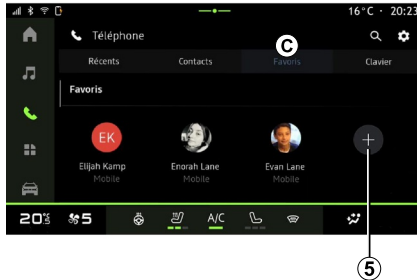 16°C · 20:23
Téléphone
C
Récents Contacts Favoris Clavier
Favoris
EK
Elijah Kamp Enorah Lane Evan Lane
Mobile Mobile Mobile
20 5 A/C
5